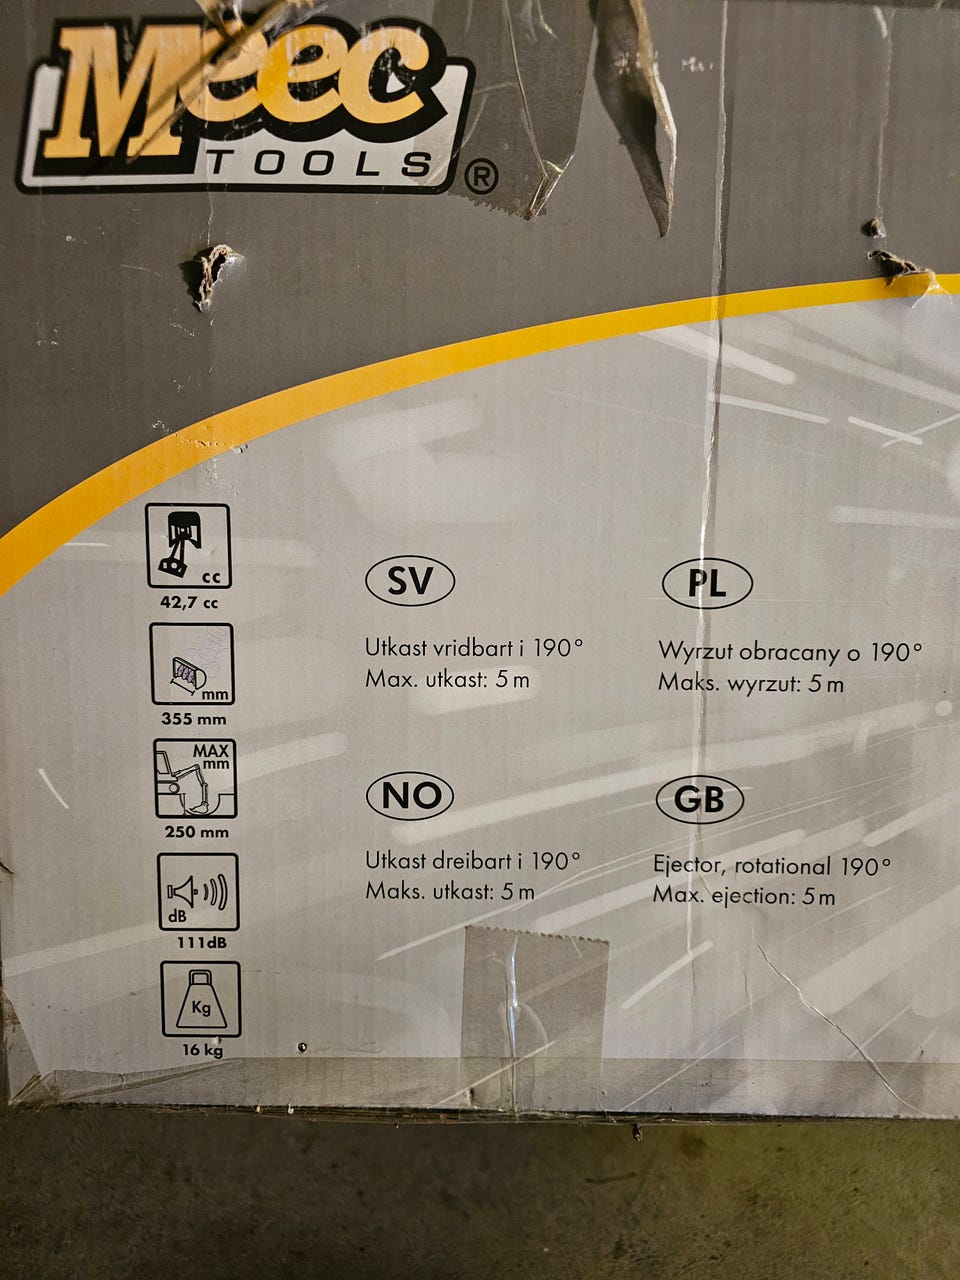 Meec
TOOLS®
cc
42,7 cc
mm
355 mm
MAX
mm
250 mm
dB
111dB
Kg
16 kg
SV
Utkast vridbart i 190°
Max. utkast: 5 m
PL
Wyrzut obracany o 190°
Maks. wyrzut: 5 m
NO
Utkast dreibart i 190°
Maks. utkast: 5 m
GB
Ejector, rotational 190°
Max. ejection: 5 m